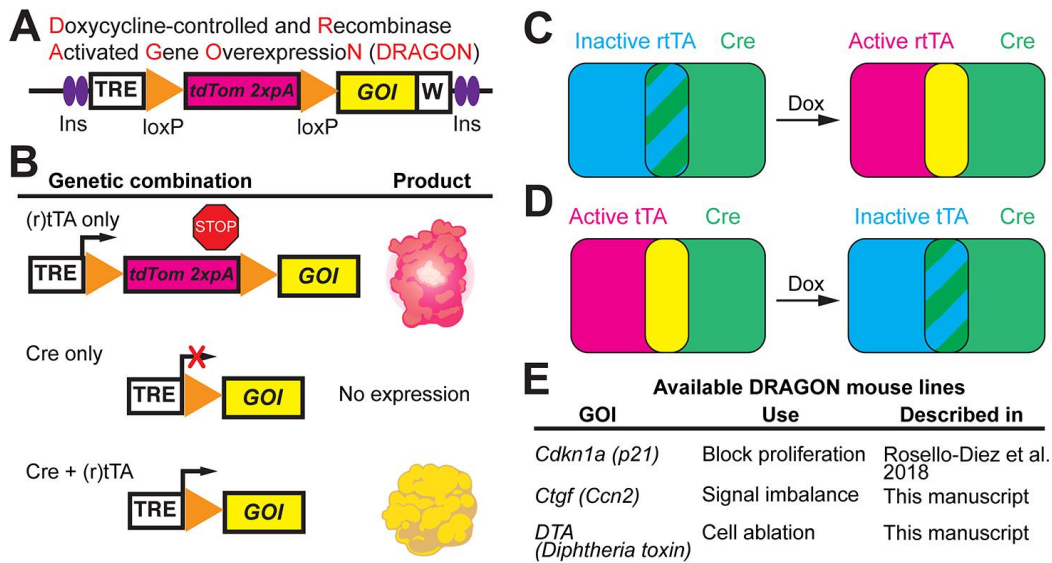 A
Doxycycline-controlled and Recombinase
Activated Gene OverexpressioN (DRAGON)
TRE tdTom 2xpA GOI W
Ins loxP loxP Ins
B
Genetic combination Product
(r)tTA only
STOP
TRE tdTom 2xpA GOI
Cre only
TRE GOI No expression
Cre + (r)tTA
TRE GOI
C
Inactive rtTA Cre Active rtTA Cre
Dox
D
Active tTA Cre Inactive tTA Cre
Dox
E
Available DRAGON mouse lines
GOI Use Described in
Cdkn1a (p21) Block proliferation Rosello-Diez et al.
2018
Ctgf (Ccn2) Signal imbalance This manuscript
DTA Cell ablation This manuscript
(Diphtheria toxin)